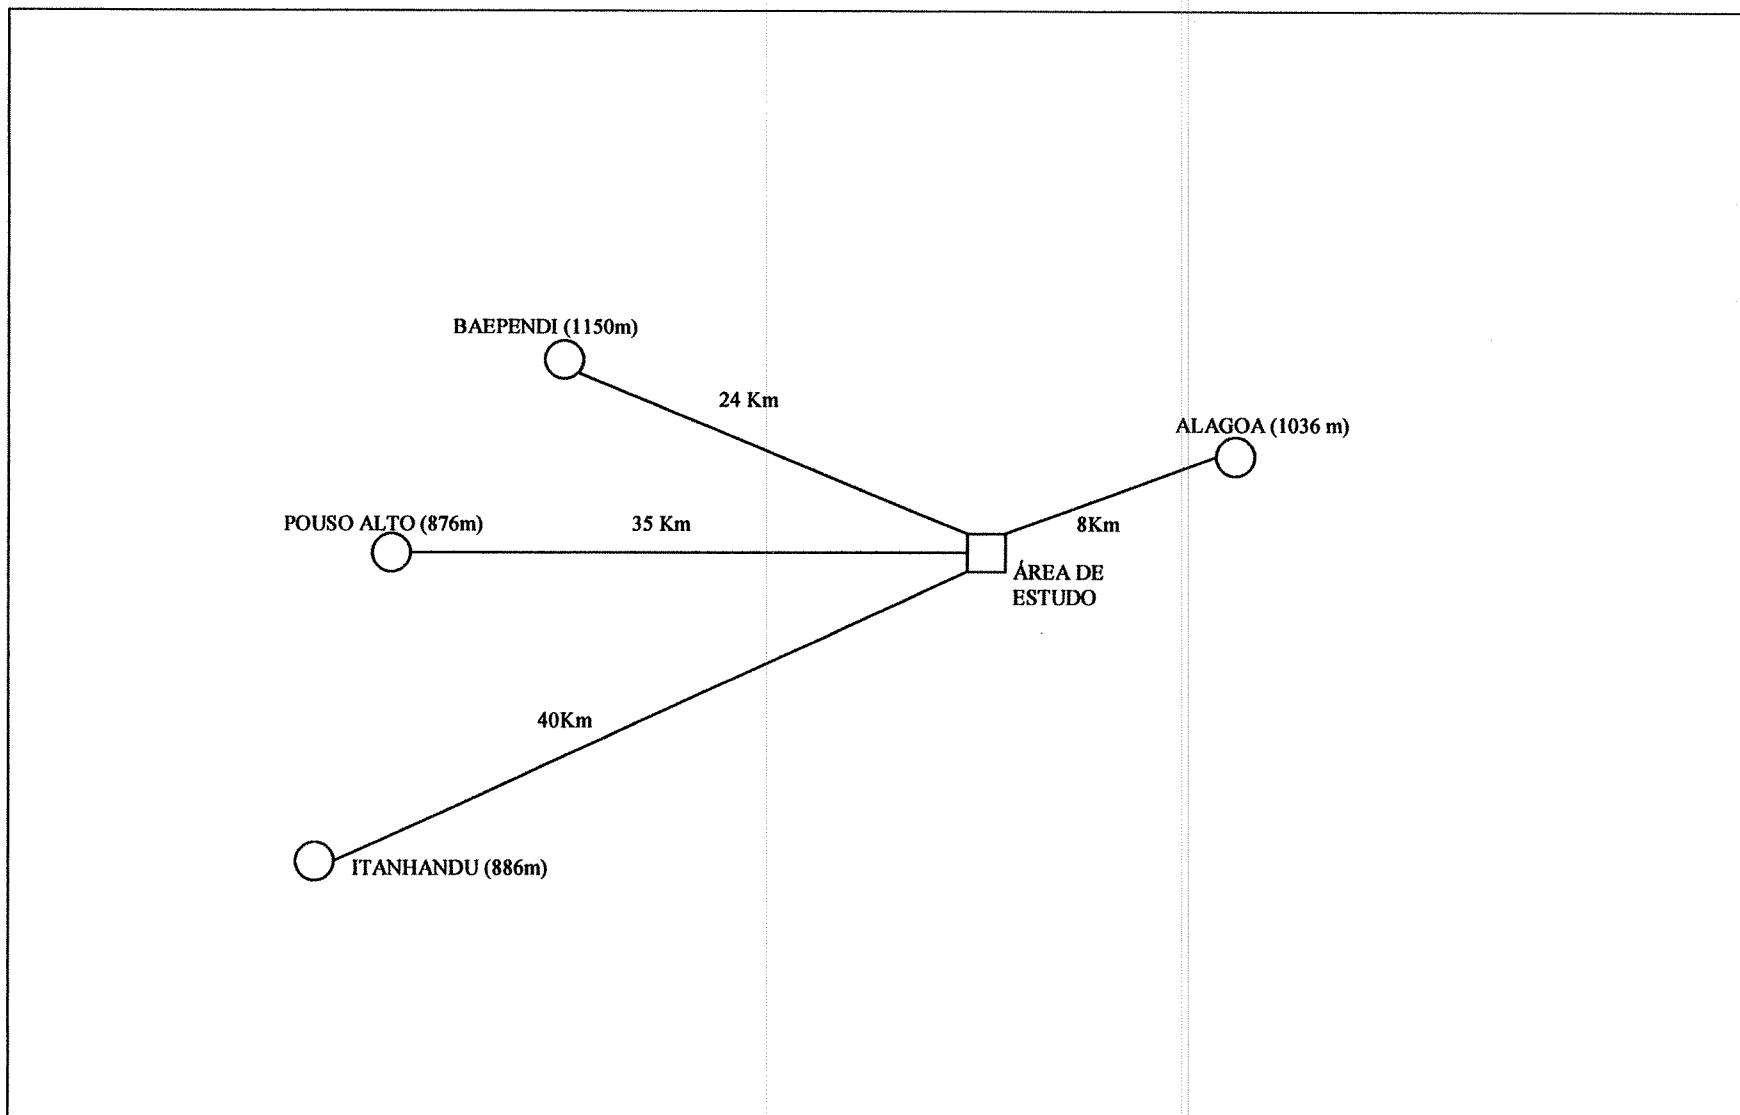 BAEPENDI (1150m)
24 Km
ALAGOA (1036 m)
POUSO ALTO (876m)
35 Km
8Km
ÁREA DE
ESTUDO
40Km
ITANHANDU (886m)